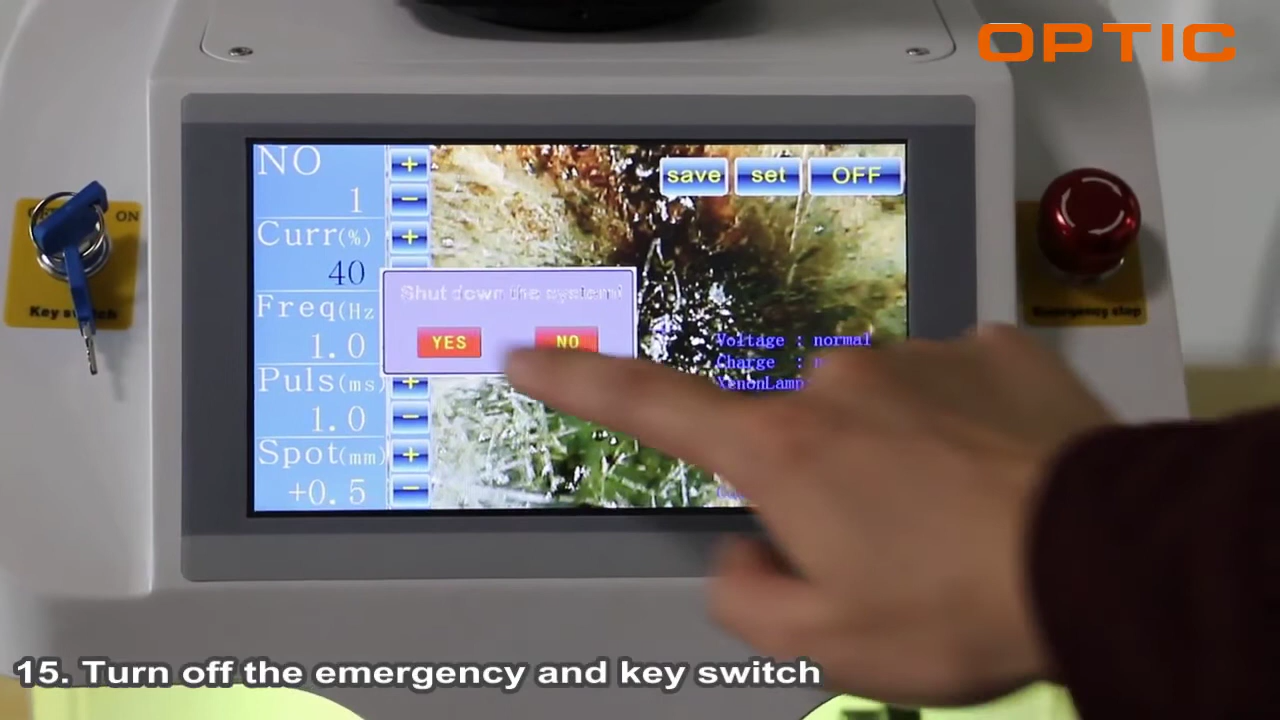 OPTIC
NO
1
Curr(%)
40
Freq(Hz
1.0
Puls(ms)
1.0
Spot(mm)
+0.5
+
−
+
+
−
+
−
save
set
OFF
Shut down the system!
YES
NO
Voltage : normal
Charge :
XenonLamp:
ON
Key switch
Emergency stop
15. Turn off the emergency and key switch